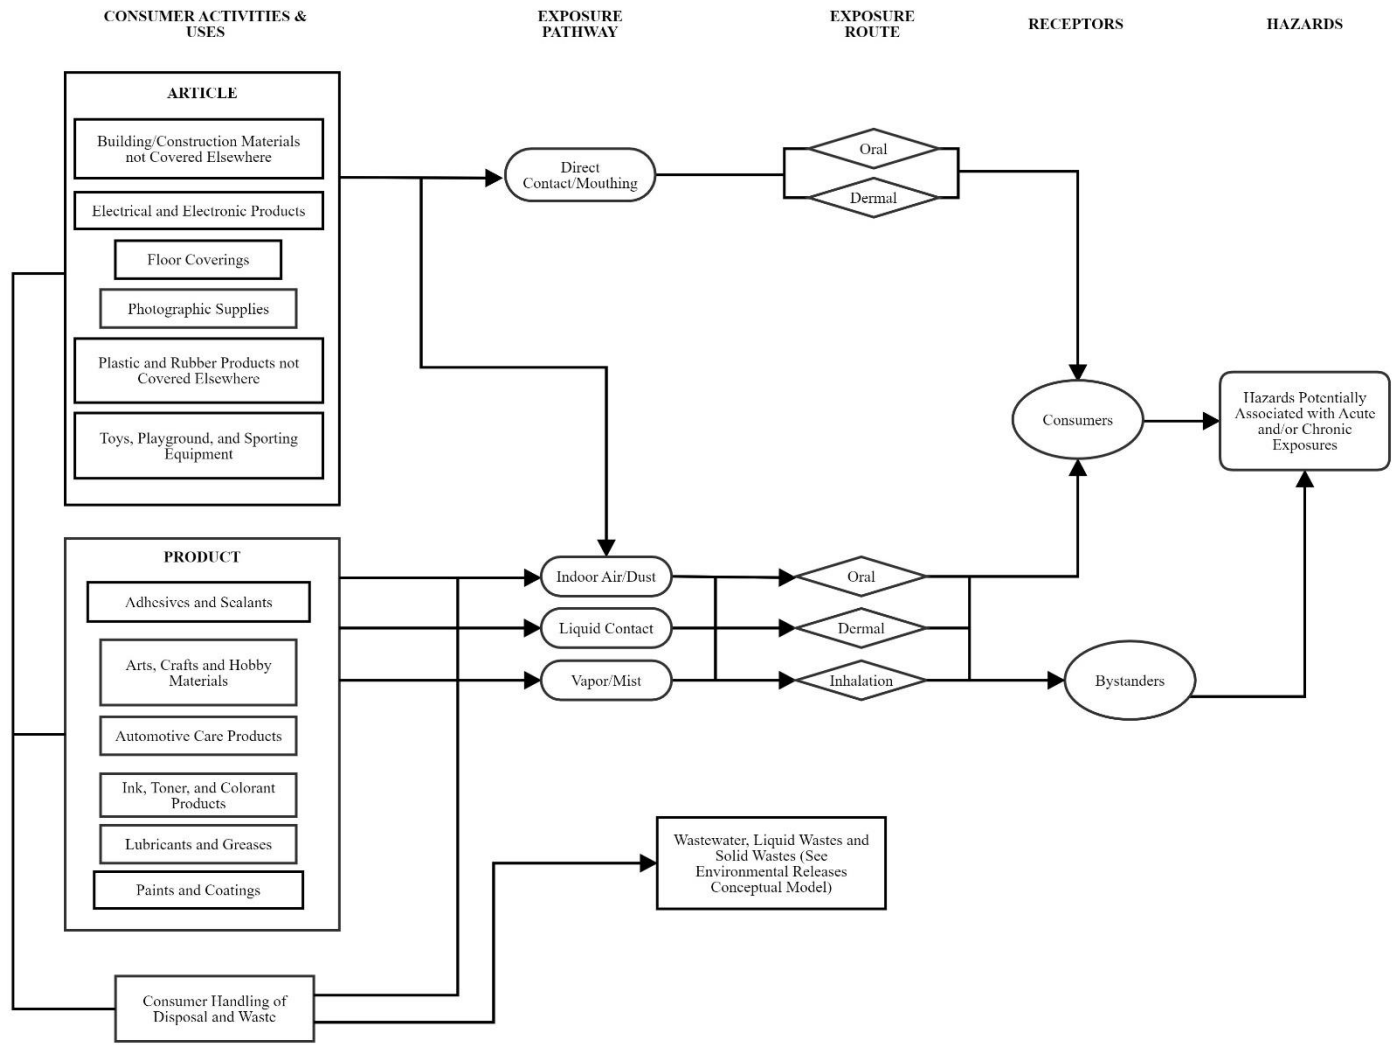 CONSUMER ACTIVITIES &
USES
EXPOSURE
PATHWAY
EXPOSURE
ROUTE
RECEPTORS
HAZARDS
ARTICLE
Building/Construction Materials
not Covered Elsewhere
Electrical and Electronic Products
Floor Coverings
Photographic Supplies
Plastic and Rubber Products not
Covered Elsewhere
Toys, Playground, and Sporting
Equipment
Direct
Contact/Mouthing
Oral
Dermal
Consumers
Hazards Potentially
Associated with Acute
and/or Chronic
Exposures
PRODUCT
Adhesives and Sealants
Arts, Crafts and Hobby
Materials
Automotive Care Products
Ink, Toner, and Colorant
Products
Lubricants and Greases
Paints and Coatings
Indoor Air/Dust
Liquid Contact
Vapor/Mist
Oral
Dermal
Inhalation
Bystanders
Wastewater, Liquid Wastes and
Solid Wastes (See
Environmental Releases
Conceptual Model)
Consumer Handling of
Disposal and Waste